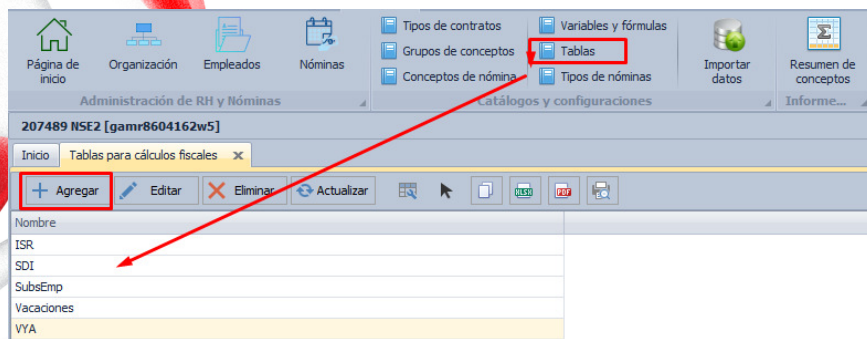 Página de inicio
Organización
Empleados
Nóminas
Administración de RH y Nóminas
Tipos de contratos
Grupos de conceptos
Conceptos de nómina
Variables y fórmulas
Tablas
Tipos de nóminas
Catálogos y configuraciones
Importar datos
Resumen de conceptos
Informe...
207489 NSE2 [gamr8604162w5]
Inicio Tablas para cálculos fiscales x
Agregar Editar Eliminar Actualizar XLSX PDF
Nombre
ISR
SDI
SubsEmp
Vacaciones
VYA